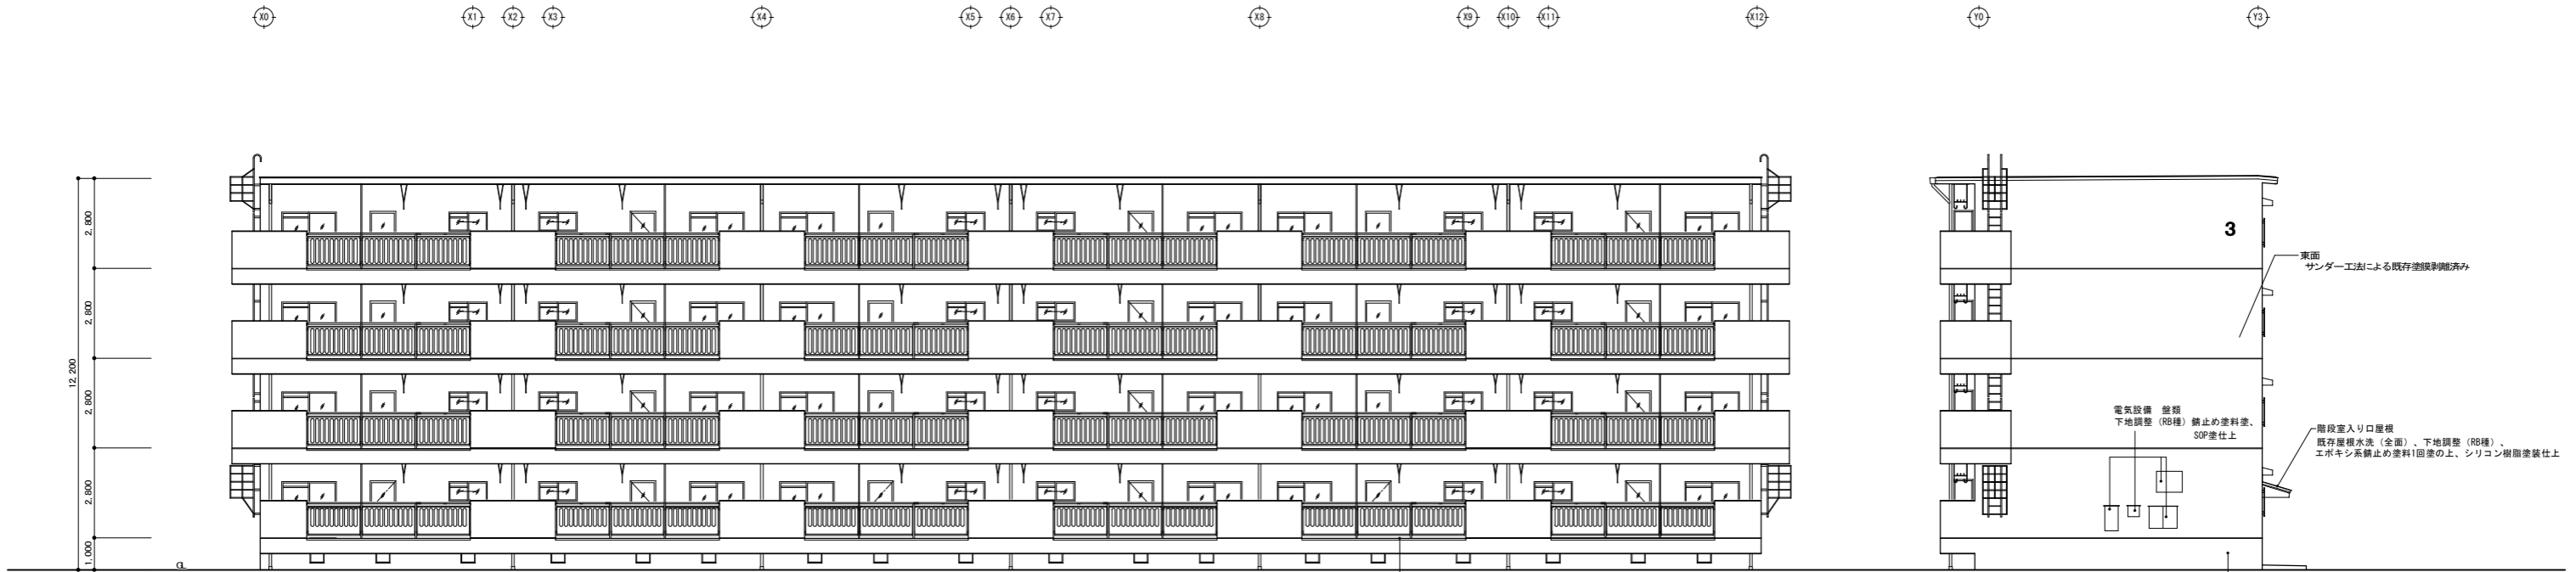 X0 X1 X2 X3 X4 X5 X6 X7 X8 X9 X10 X11 X12 Y0 Y3
2,800
3
東面
サンダー工法による既存塗膜剥離済み
2,800
12,200
2,800
電気設備 盤類
下地調整（RB種）錆止め塗料塗、
SOP塗仕上
階段室入り口屋根
既存屋根水洗（全面）、下地調整（RB種）、
エポキシ系錆止め塗料1回塗の上、シリコン樹脂塗装仕上
2,800
1,000
GL